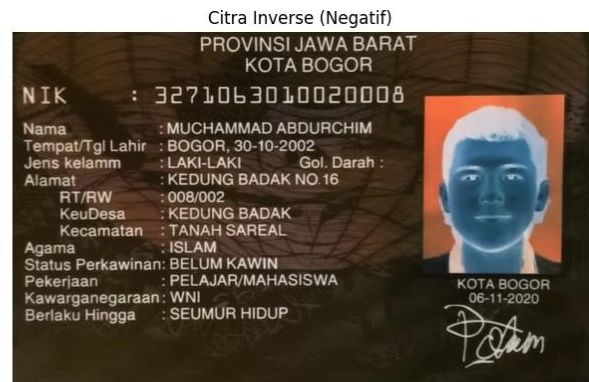 Citra Inverse (Negatif)
PROVINSI JAWA BARAT
KOTA BOGOR
NIK : 3271063010020008
Nama : MUCHAMMAD ABDURCHIM
Tempat/Tgl Lahir : BOGOR, 30-10-2002
Jens kelamm : LAKI-LAKI Gol. Darah :
Alamat : KEDUNG BADAK NO.16
RT/RW : 008/002
KeuDesa : KEDUNG BADAK
Kecamatan : TANAH SAREAL
Agama : ISLAM
Status Perkawinan: BELUM KAWIN
Pekerjaan : PELAJAR/MAHASISWA
Kawarganegaraan: WNI
Berlaku Hingga : SEUMUR HIDUP
KOTA BOGOR
06-11-2020